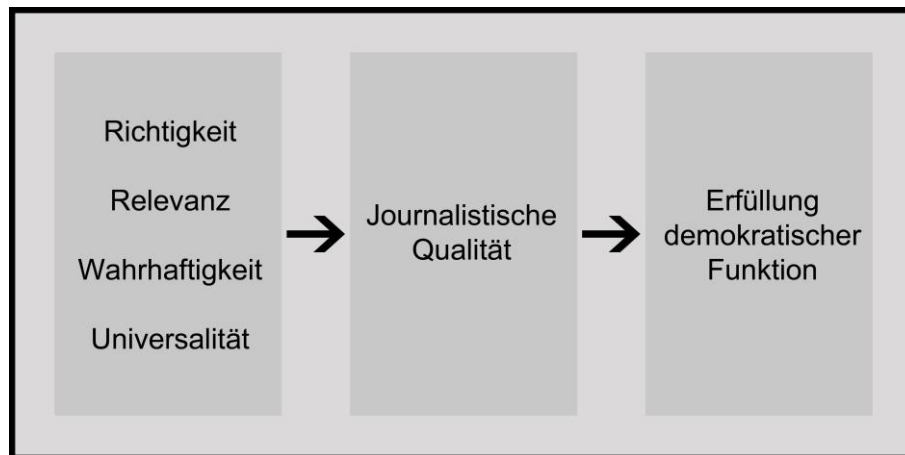 Richtigkeit
Relevanz
Wahrhaftigkeit
Universalität
Journalistische
Qualität
Erfüllung
demokratischer
Funktion